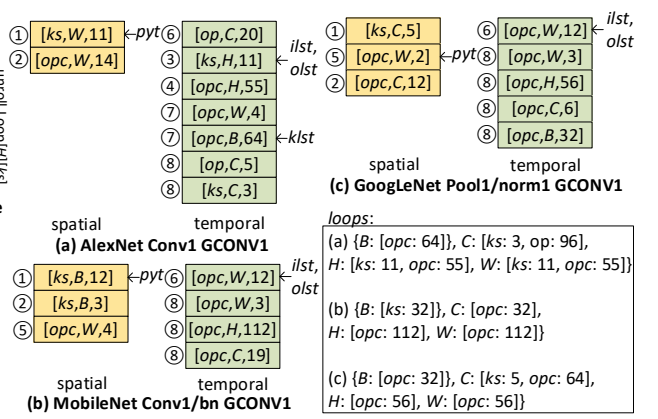 ① [ks,W,11] ←pyt
② [opc,W,14]
⑥ [op,C,20]
③ [ks,H,11] ← ilst, olst
④ [opc,H,55]
⑦ [opc,W,4]
⑦ [opc,B,64] ←klst
⑧ [op,C,5]
⑧ [ks,C,3]
spatial temporal
(a) AlexNet Conv1 GCONV1
① [ks,C,5]
⑤ [opc,W,2] ←pyt
② [opc,C,12]
⑥ [opc,W,12] ← ilst, olst
⑧ [opc,W,3]
⑧ [opc,H,56]
⑧ [opc,C,6]
⑧ [opc,B,32]
spatial temporal
(c) GoogLeNet Pool1/norm1 GCONV1
① [ks,B,12] ←pyt
② [ks,B,3]
⑤ [opc,W,4]
⑥ [opc,W,12] ← ilst, olst
⑧ [opc,W,3]
⑧ [opc,H,112]
⑧ [opc,C,19]
spatial temporal
(b) MobileNet Conv1/bn GCONV1
loops:
(a) {B: [opc: 64]}, C: [ks: 3, op: 96],
H: [ks: 11, opc: 55], W: [ks: 11, opc: 55]}
(b) {B: [ks: 32]}, C: [opc: 32],
H: [opc: 112], W: [opc: 112]}
(c) {B: [opc: 32]}, C: [ks: 5, opc: 64],
H: [opc: 56], W: [opc: 56]}